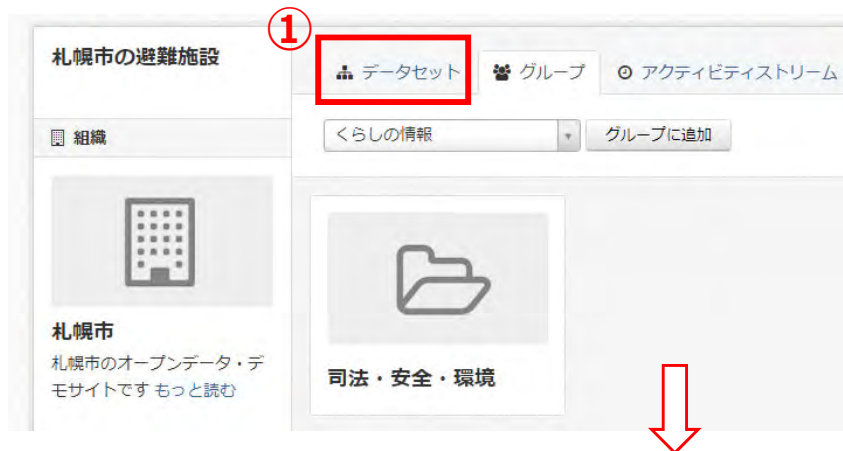 ①
札幌市の避難施設
データセット グループ アクティビティストリーム
組織
くらしの情報 グループに追加
札幌市
札幌市のオープンデータ・デ
モサイトです もっと読む
司法・安全・環境